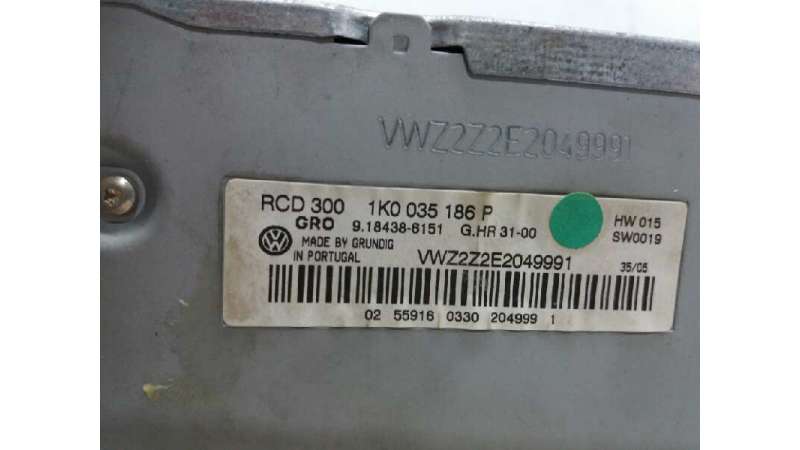 VWZ2Z2E2049991
RCD 300 1K0 035 186 P
GRO 9.18438-6151 G.HR 31-00
HW 015
SW0019
MADE BY GRUNDIG
IN PORTUGAL
VWZ2Z2E2049991
35/05
02 55916 0330 204999 1